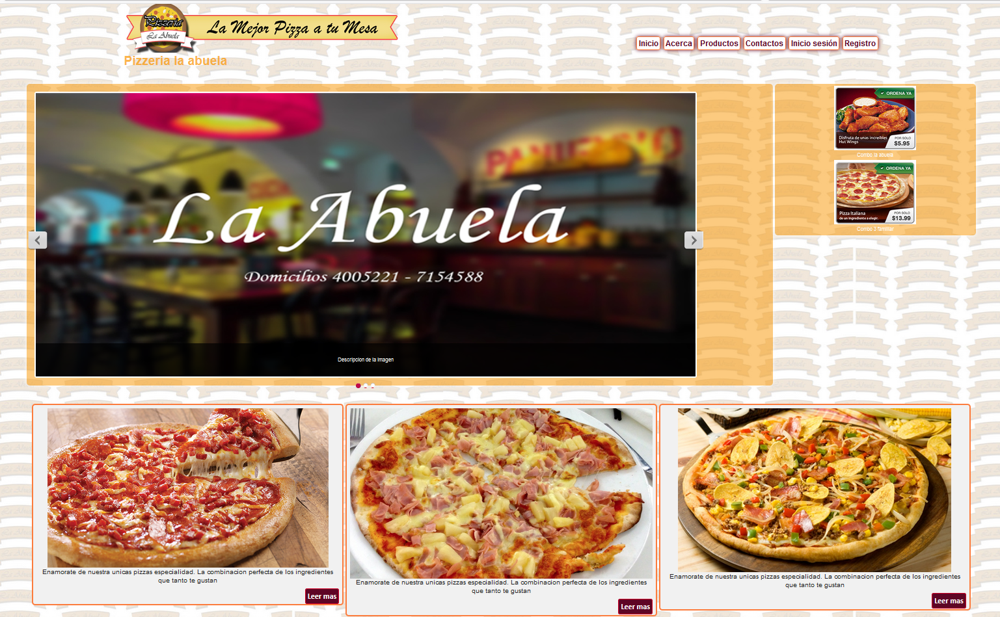 Pizzeria
La Abuela
La Mejor Pizza a tu Mesa
Pizzeria la abuela
Inicio Acerca Productos Contactos Inicio sesión Registro
La Abuela
Domicilios 4005221 - 7154588
Descripcion de la imagen
ORDENA YA
Disfruta de unas increibles
Hut Wings
POR SOLO
$5.95
Combo la abuela
ORDENA YA
Pizza Italiana
de un ingrediente a elegir.
POR SOLO
$13.99
Combo 3 familiar
Enamorate de nuestra unicas pizzas especialidad. La combinacion perfecta de los ingredientes
que tanto te gustan
Leer mas
Enamorate de nuestra unicas pizzas especialidad. La combinacion perfecta de los ingredientes
que tanto te gustan
Leer mas
Enamorate de nuestra unicas pizzas especialidad. La combinacion perfecta de los ingredientes
que tanto te gustan
Leer mas